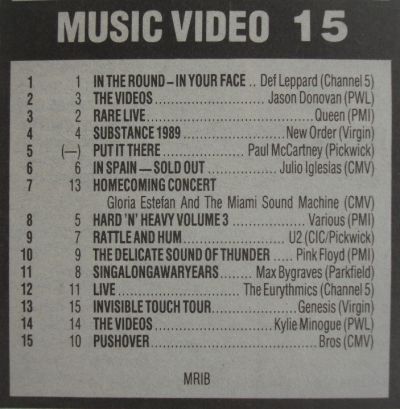 MUSIC VIDEO 15
1 1 IN THE ROUND – IN YOUR FACE .. Def Leppard (Channel 5)
2 3 THE VIDEOS ........................ Jason Donovan (PWL)
3 2 RARE LIVE .................................. Queen (PMI)
4 4 SUBSTANCE 1989 ..................... New Order (Virgin)
5 (—) PUT IT THERE .............. Paul McCartney (Pickwick)
6 6 IN SPAIN — SOLD OUT ............. Julio Iglesias (CMV)
7 13 HOMECOMING CONCERT
Gloria Estefan And The Miami Sound Machine (CMV)
8 5 HARD 'N' HEAVY VOLUME 3 ............... Various (PMI)
9 7 RATTLE AND HUM .................... U2 (CIC/Pickwick)
10 9 THE DELICATE SOUND OF THUNDER ..... Pink Floyd (PMI)
11 8 SINGALONGAWARYEARS ...... Max Bygraves (Parkfield)
12 11 LIVE ........................ The Eurythmics (Channel 5)
13 15 INVISIBLE TOUCH TOUR .............. Genesis (Virgin)
14 14 THE VIDEOS ....................... Kylie Minogue (PWL)
15 10 PUSHOVER .................................. Bros (CMV)
MRIB